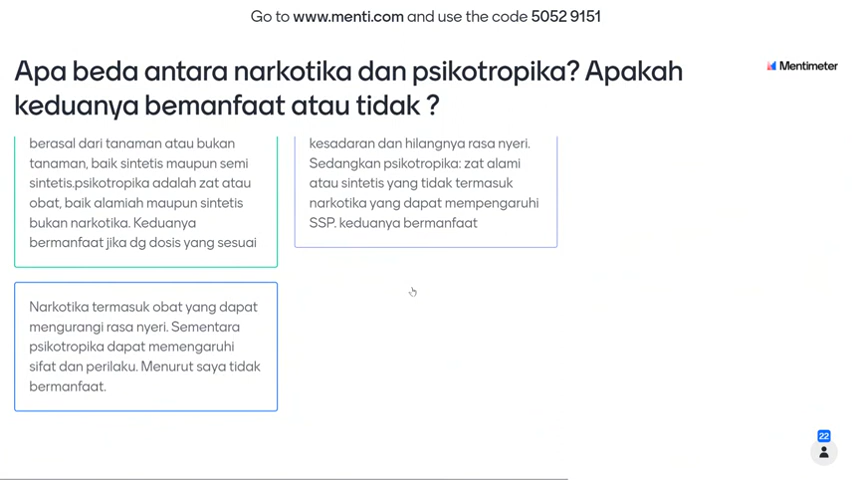 Go to www.menti.com and use the code 5052 9151
Apa beda antara narkotika dan psikotropika? Apakah
keduanya bemanfaat atau tidak ?
Mentimeter
berasal dari tanaman atau bukan
tanaman, baik sintetis maupun semi
sintetis.psikotropika adalah zat atau
obat, baik alamiah maupun sintetis
bukan narkotika. Keduanya
bermanfaat jika dg dosis yang sesuai
kesadaran dan hilangnya rasa nyeri.
Sedangkan psikotropika: zat alami
atau sintetis yang tidak termasuk
narkotika yang dapat mempengaruhi
SSP. keduanya bermanfaat
Narkotika termasuk obat yang dapat
mengurangi rasa nyeri. Sementara
psikotropika dapat memengaruhi
sifat dan perilaku. Menurut saya tidak
bermanfaat.
22